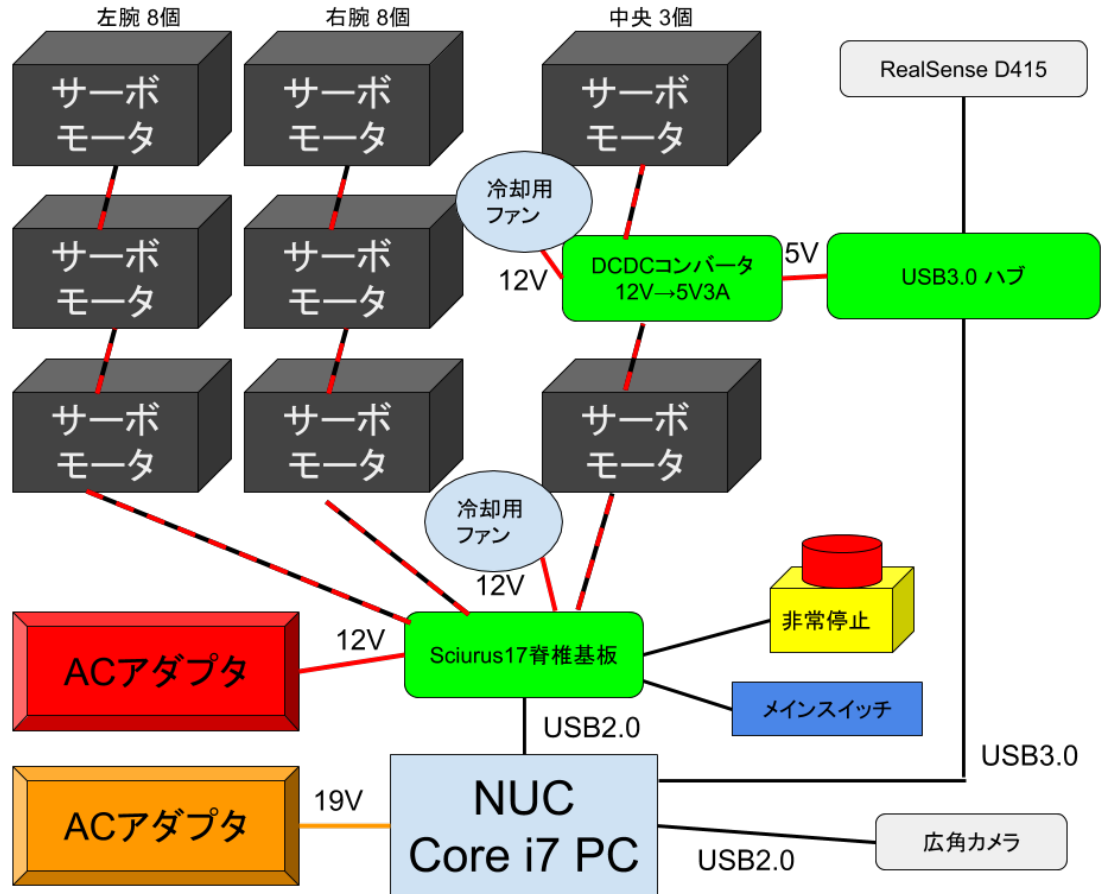 左腕 8個
右腕 8個
中央 3個
サーボ
モータ
サーボ
モータ
サーボ
モータ
RealSense D415
冷却用
ファン
12V
サーボ
モータ
サーボ
モータ
DCDCコンバータ
12V→5V3A
5V
USB3.0 ハブ
サーボ
モータ
サーボ
モータ
サーボ
モータ
冷却用
ファン
12V
非常停止
ACアダプタ
12V
Sciurus17脊椎基板
メインスイッチ
USB2.0
USB3.0
ACアダプタ
19V
NUC
Core i7 PC
USB2.0
広角カメラ